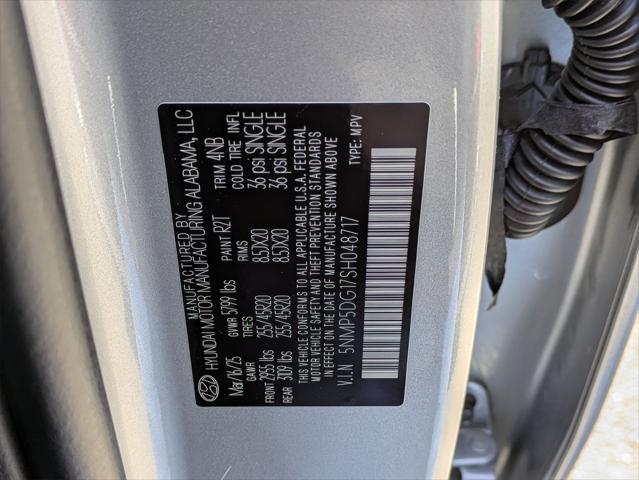 MANUFACTURED BY
HYUNDAI MOTOR MANUFACTURING ALABAMA, LLC
Mar/16/25 GVWR 5799 lbs PAINT R2T TRIM 4NB
GAWR TIRES RIMS COLD TIRE INFL
FRONT 2955 lbs 255/45R20 8.5JX20 36 psi SINGLE
REAR 3109 lbs 255/45R20 8.5JX20 36 psi SINGLE
THIS VEHICLE CONFORMS TO ALL APPLICABLE U.S.A. FEDERAL
MOTOR VEHICLE SAFETY, AND THEFT PREVENTION STANDARDS
IN EFFECT ON THE DATE OF MANUFACTURE SHOWN ABOVE
V.I.N 5NMP5DG17SH048717 TYPE: MPV